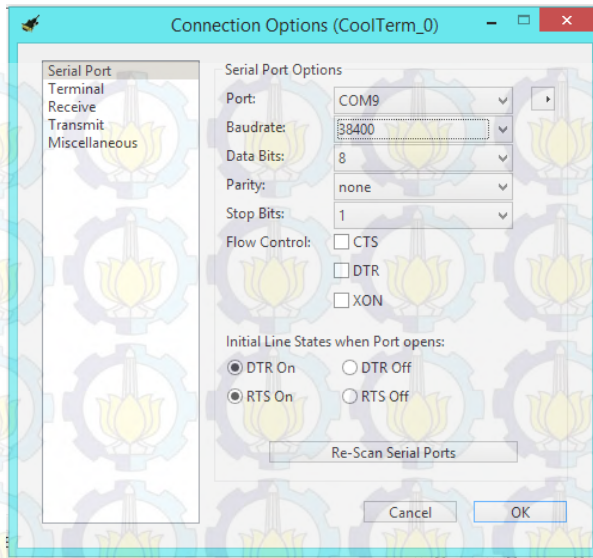 Connection Options (CoolTerm_0)
Serial Port
Terminal
Receive
Transmit
Miscellaneous
Serial Port Options
Port: COM9
Baudrate: 38400
Data Bits: 8
Parity: none
Stop Bits: 1
Flow Control: CTS
DTR
XON
Initial Line States when Port opens:
DTR On DTR Off
RTS On RTS Off
Re-Scan Serial Ports
Cancel OK